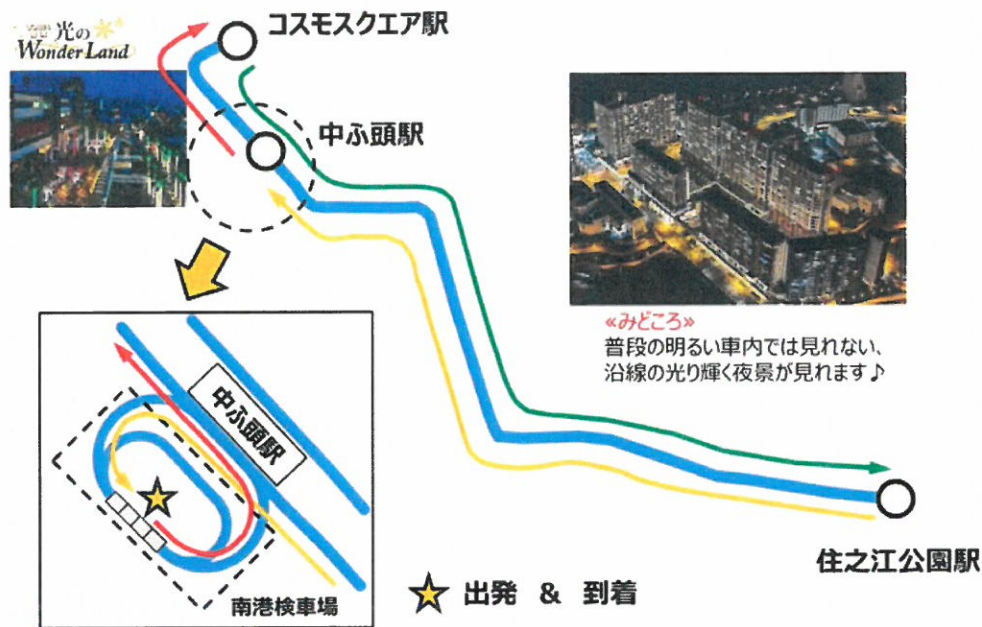 光の
Wonder Land
コスモスクエア駅
中ふ頭駅
«みどころ»
普段の明るい車内では見れない、
沿線の光り輝く夜景が見れます♪
中ふ頭駅
南港検車場
出発 & 到着
住之江公園駅